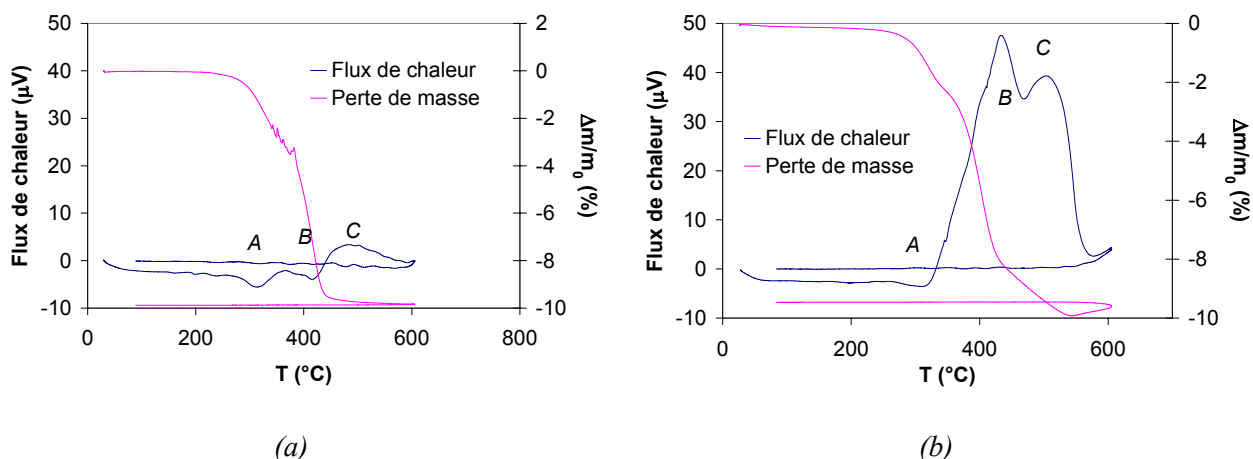 50
40
30
20
10
0
-10
Flux de chaleur (µV)
0
200
400
600
800
T (°C)
2
0
-2
-4
-6
-8
-10
Δm/m0 (%)
Flux de chaleur
Perte de masse
A
B
C
(a)
50
40
30
20
10
0
-10
Flux de chaleur (µV)
0
200
400
600
T (°C)
0
-2
-4
-6
-8
-10
Δm/m0 (%)
Flux de chaleur
Perte de masse
A
B
C
(b)